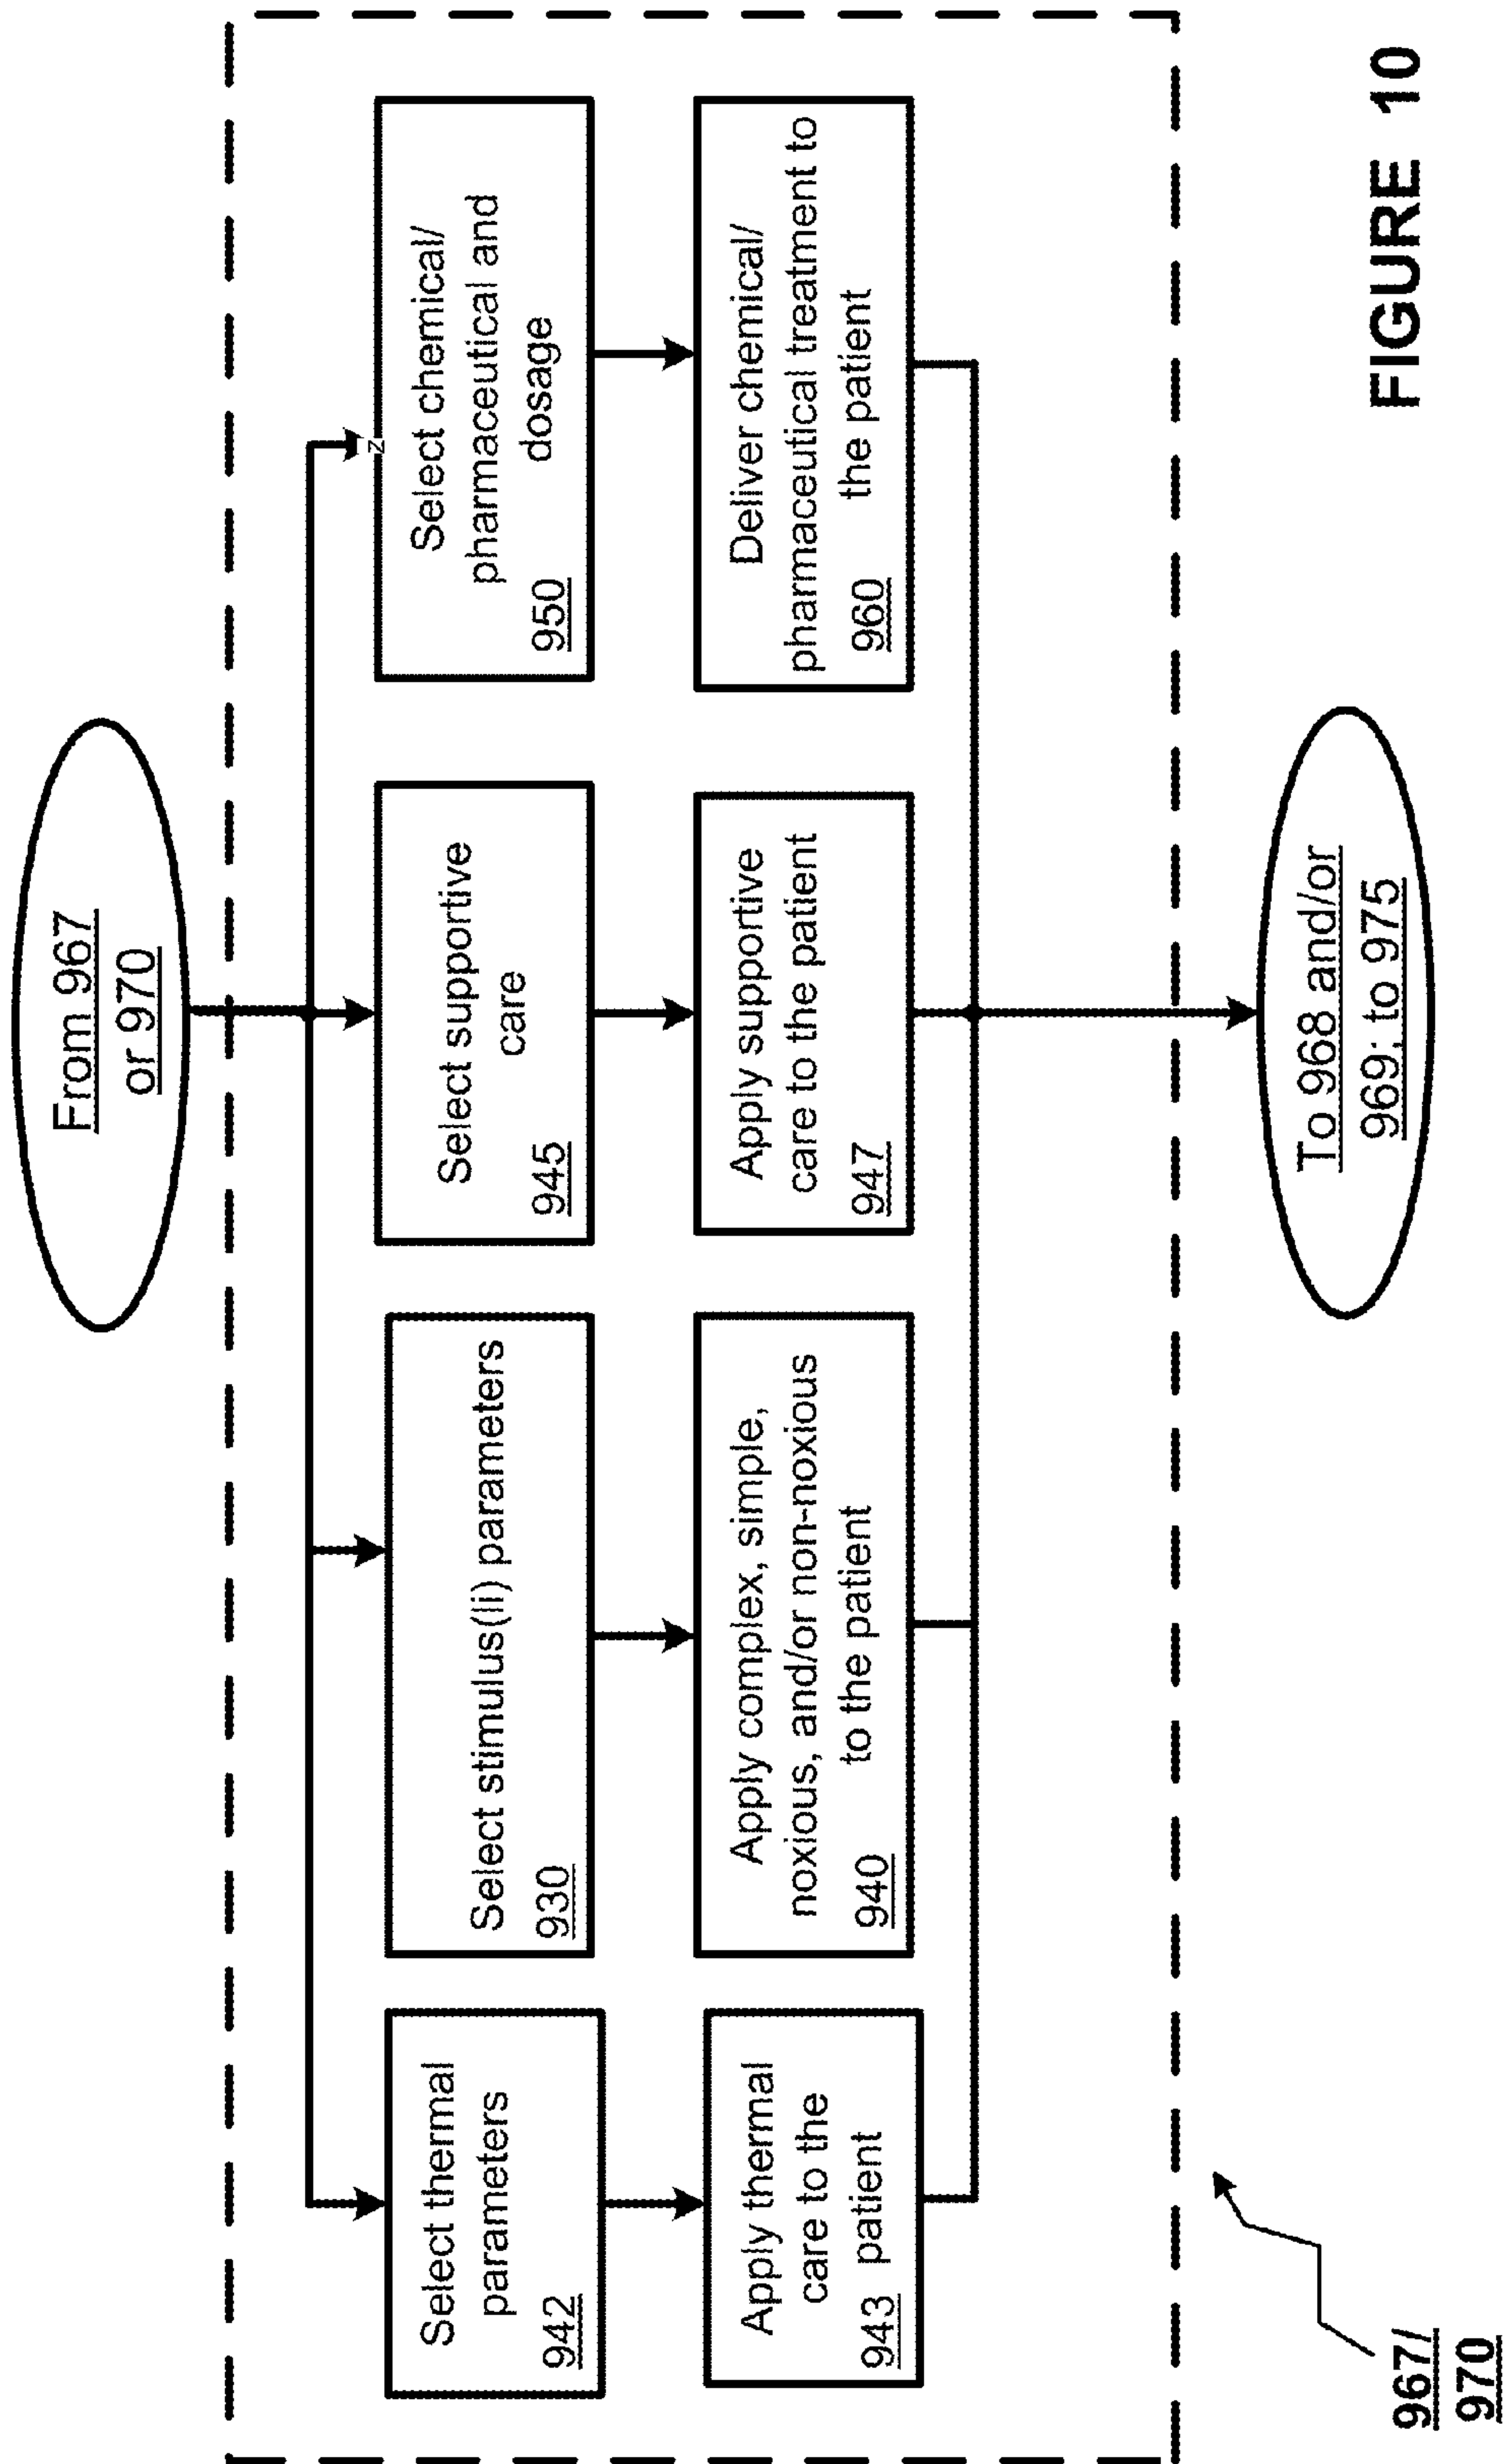 From 967
or 970
Select thermal
parameters
942
Select stimulus(li) parameters
930
Select supportive
care
945
z
Select chemical/
pharmaceutical and
dosage
950
Apply thermal
care to the
943 patient
Apply complex, simple,
noxious, and/or non-noxious
to the patient
940
Apply supportive
care to the patient
947
Deliver chemical/
pharmaceutical treatment to
the patient
960
To 968 and/or
969; to 975
967/
970
FIGURE 10